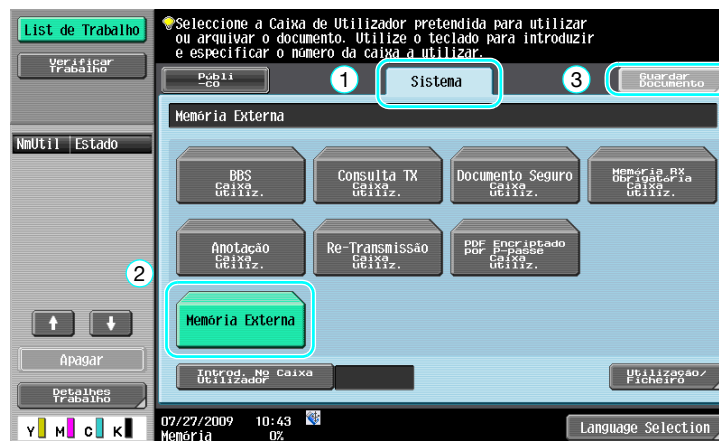 List de Trabalho
Verificar
Trabalho
Seleccione a Caixa de Utilizador pretendida para utilizar
ou arquivar o documento. Utilize o teclado para introduzir
e especificar o número da caixa a utilizar.
Públi
-co
1
Sistema
3
Guardar
Documento
Memória Externa
NmUtil
Estado
BBS
Caixa
utiliz.
Consulta TX
Caixa
utiliz.
Documento Seguro
Caixa
utiliz.
Memória RX
Obrigatória
Caixa
utiliz.
Anotação
Caixa
utiliz.
Re-Transmissão
Caixa
utiliz.
PDF Encriptado
por P-passe
Caixa
utiliz.
2
Memória Externa
Apagar
Introd. Nº Caixa
Utilizador
Utilização/
Ficheiro
Detalhes
Trabalho
Y M C K
07/27/2009 10:43
Memória 0%
Language Selection